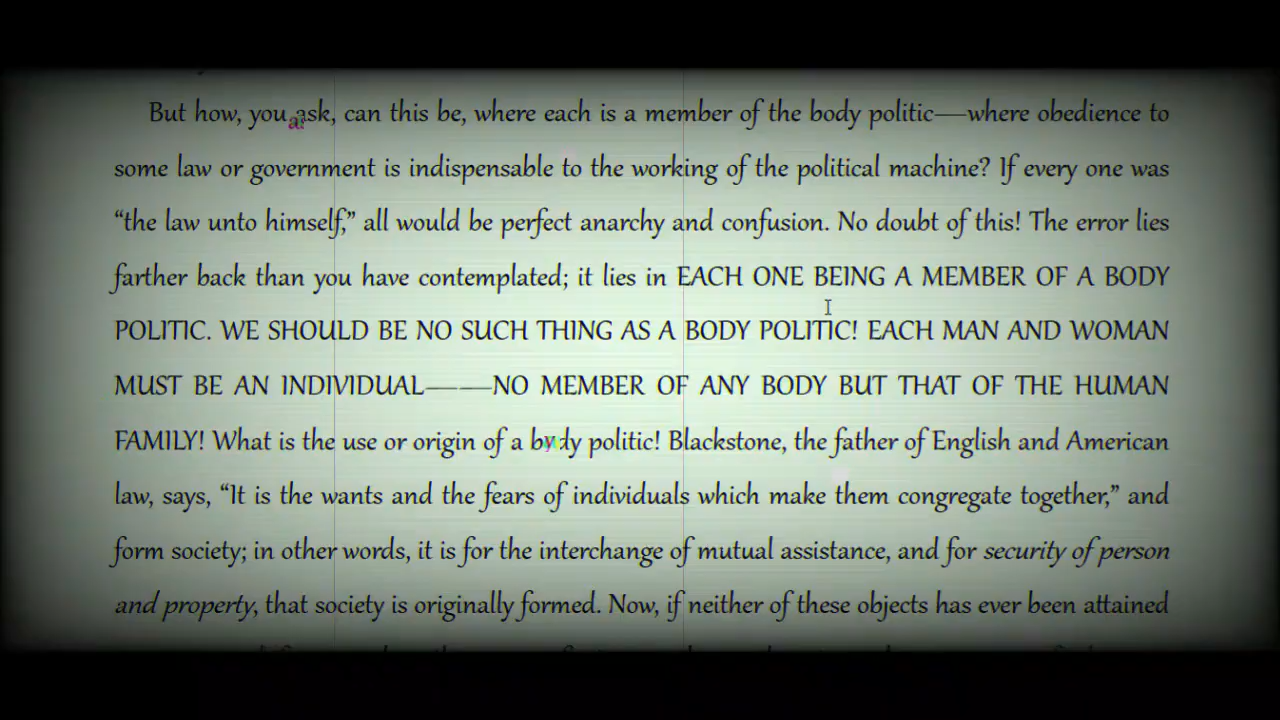 But how, you ask, can this be, where each is a member of the body politic—where obedience to
some law or government is indispensable to the working of the political machine? If every one was
“the law unto himself,” all would be perfect anarchy and confusion. No doubt of this! The error lies
farther back than you have contemplated; it lies in EACH ONE BEING A MEMBER OF A BODY
POLITIC. WE SHOULD BE NO SUCH THING AS A BODY POLITIC! EACH MAN AND WOMAN
MUST BE AN INDIVIDUAL——NO MEMBER OF ANY BODY BUT THAT OF THE HUMAN
FAMILY! What is the use or origin of a body politic! Blackstone, the father of English and American
law, says, “It is the wants and the fears of individuals which make them congregate together,” and
form society; in other words, it is for the interchange of mutual assistance, and for security of person
and property, that society is originally formed. Now, if neither of these objects has ever been attained